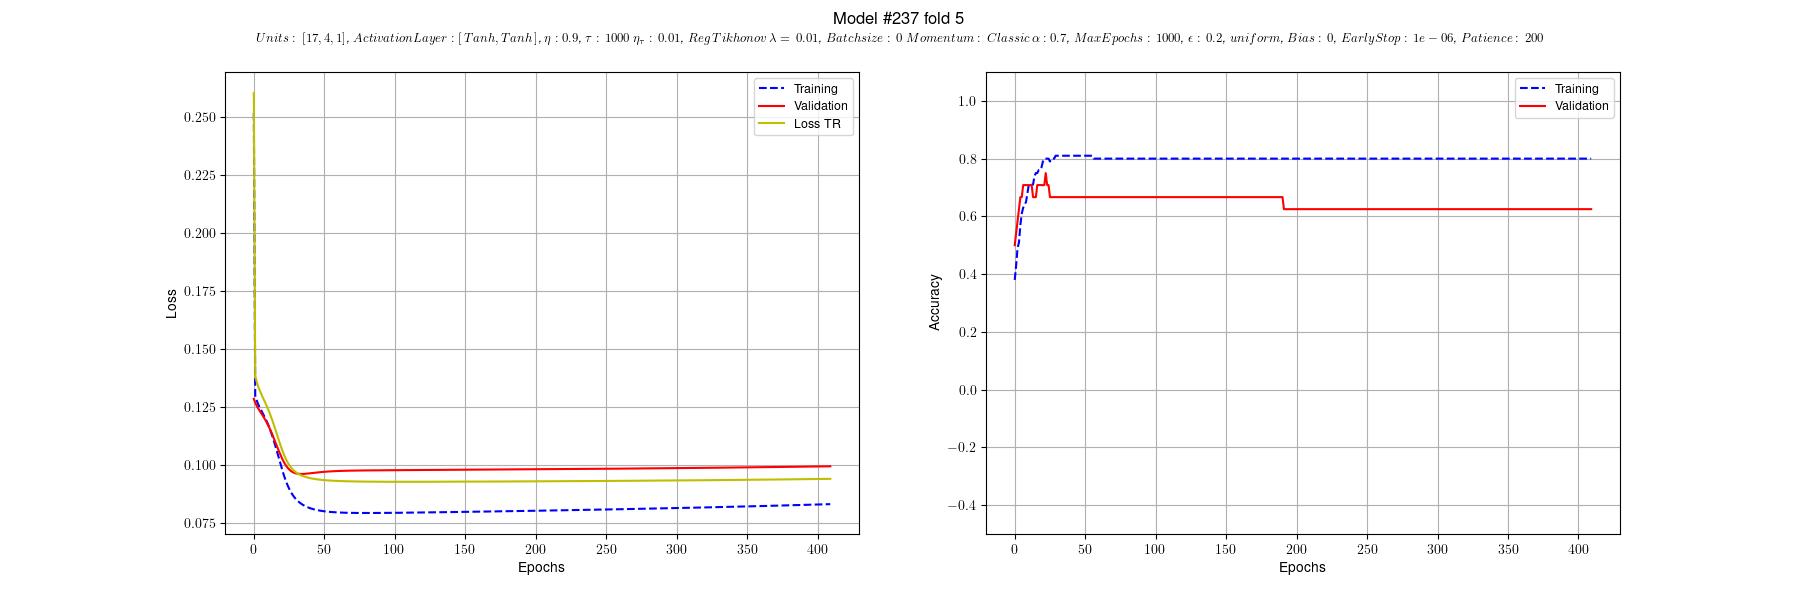 Model #237 fold 5
Units : [17, 4, 1], ActivationLayer : [Tanh, Tanh], η : 0.9, τ : 1000 η_τ : 0.01, RegTikhonov λ = 0.01, Batchsize : 0 Momentum : Classic α : 0.7, MaxEpochs : 1000, ϵ : 0.2, uniform, Bias : 0, EarlyStop : 1e − 06, Patience : 200
Training
Validation
Loss TR
0.250
0.225
0.200
0.175
0.150
0.125
0.100
0.075
Loss
0 50 100 150 200 250 300 350 400
Epochs
Training
Validation
1.0
0.8
0.6
0.4
0.2
0.0
−0.2
−0.4
Accuracy
0 50 100 150 200 250 300 350 400
Epochs